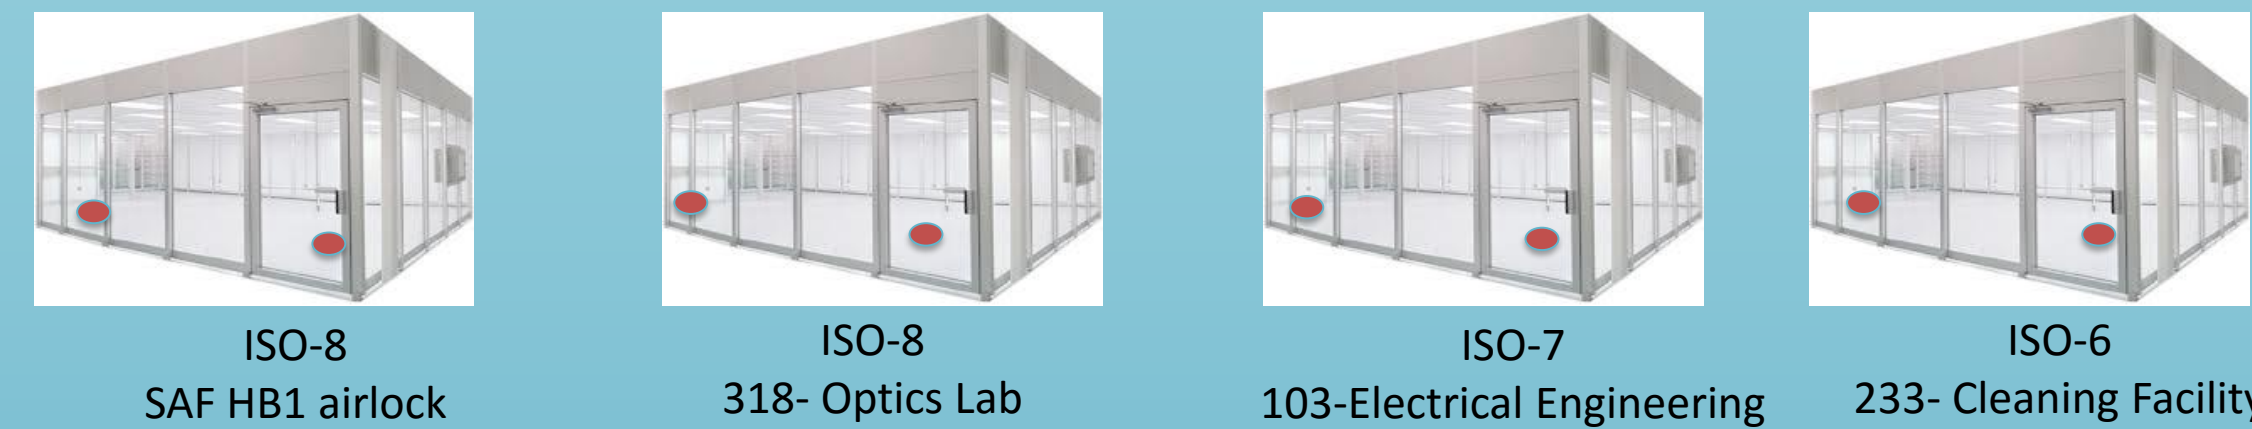 ISO-8
SAF HB1 airlock
ISO-8
318- Optics Lab
ISO-7
103-Electrical Engineering
ISO-6
233- Cleaning Facility